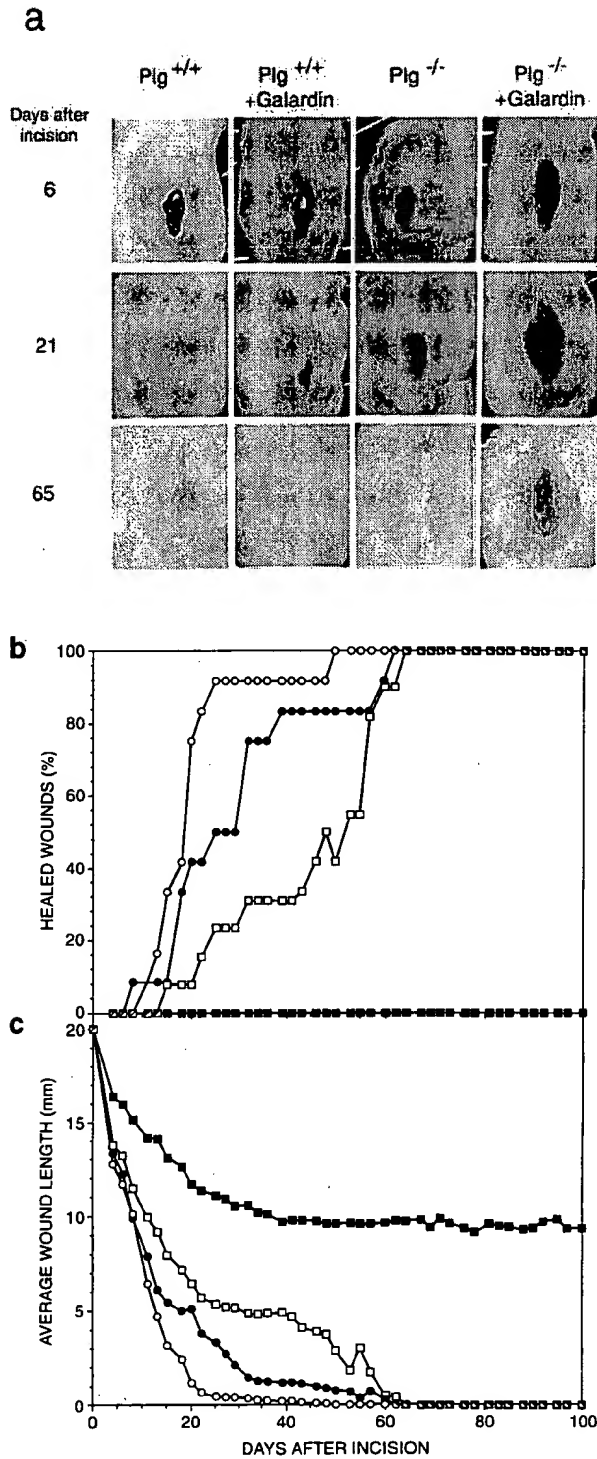 a
Plg +/+
Plg +/+ +Galardin
Plg -/-
Plg -/- +Galardin
Days after incision
6
21
65
b
HEALED WOUNDS (%)
100
80
60
40
20
0
c
AVERAGE WOUND LENGTH (mm)
20
15
10
5
0
0
20
40
60
80
100
DAYS AFTER INCISION